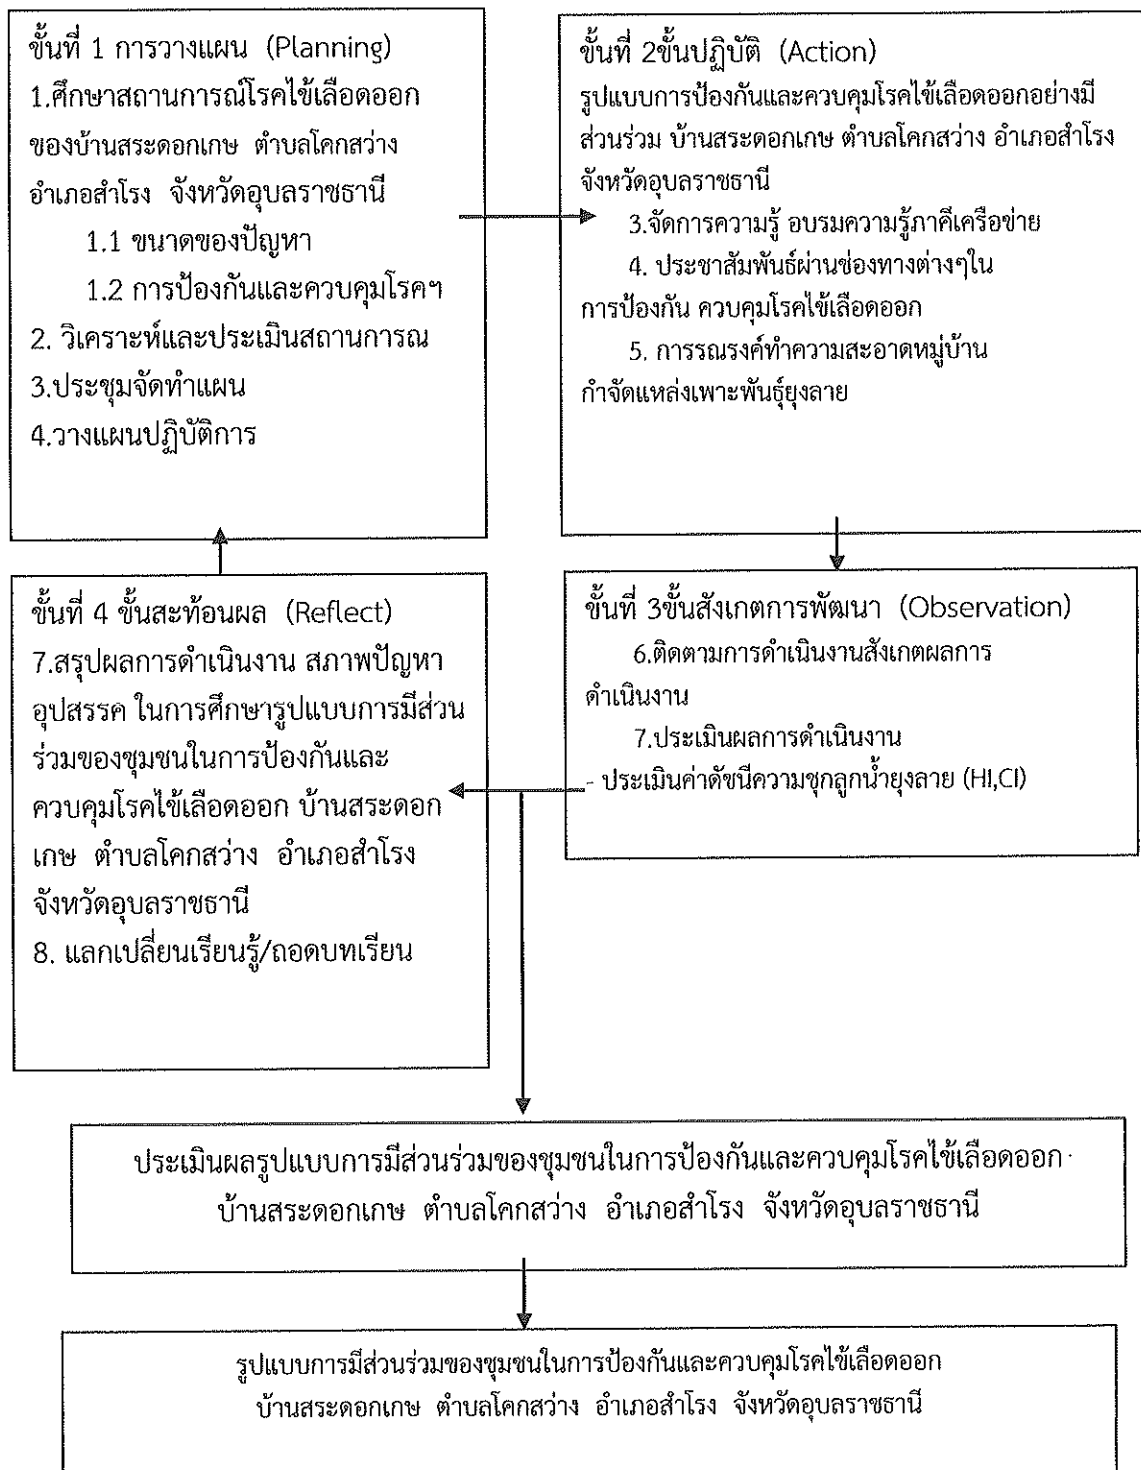 ขั้นที่ 1 การวางแผน (Planning)
1.ศึกษาสถานการณ์โรคไข้เลือดออก
ของบ้านสระดอกเกษ ตำบลโคกสว่าง
อำเภอสำโรง จังหวัดอุบลราชธานี
1.1 ขนาดของปัญหา
1.2 การป้องกันและควบคุมโรคฯ
2. วิเคราะห์และประเมินสถานการณ
3.ประชุมจัดทำแผน
4.วางแผนปฏิบัติการ
ขั้นที่ 2ขั้นปฏิบัติ (Action)
รูปแบบการป้องกันและควบคุมโรคไข้เลือดออกอย่างมี
ส่วนร่วม บ้านสระดอกเกษ ตำบลโคกสว่าง อำเภอสำโรง
จังหวัดอุบลราชธานี
3.จัดการความรู้ อบรมความรู้ภาคีเครือข่าย
4. ประชาสัมพันธ์ผ่านช่องทางต่างๆใน
การป้องกัน ควบคุมโรคไข้เลือดออก
5. การรณรงค์ทำความสะอาดหมู่บ้าน
กำจัดแหล่งเพาะพันธุ์ยุงลาย
ขั้นที่ 3ขั้นสังเกตการพัฒนา (Observation)
6.ติดตามการดำเนินงานสังเกตผลการ
ดำเนินงาน
7.ประเมินผลการดำเนินงาน
- ประเมินค่าดัชนีความชุกลูกน้ำยุงลาย (HI,CI)
ขั้นที่ 4 ขั้นสะท้อนผล (Reflect)
7.สรุปผลการดำเนินงาน สภาพปัญหา
อุปสรรค ในการศึกษารูปแบบการมีส่วน
ร่วมของชุมชนในการป้องกันและ
ควบคุมโรคไข้เลือดออก บ้านสระดอก
เกษ ตำบลโคกสว่าง อำเภอสำโรง
จังหวัดอุบลราชธานี
8. แลกเปลี่ยนเรียนรู้/ถอดบทเรียน
ประเมินผลรูปแบบการมีส่วนร่วมของชุมชนในการป้องกันและควบคุมโรคไข้เลือดออก
บ้านสระดอกเกษ ตำบลโคกสว่าง อำเภอสำโรง จังหวัดอุบลราชธานี
รูปแบบการมีส่วนร่วมของชุมชนในการป้องกันและควบคุมโรคไข้เลือดออก
บ้านสระดอกเกษ ตำบลโคกสว่าง อำเภอสำโรง จังหวัดอุบลราชธานี